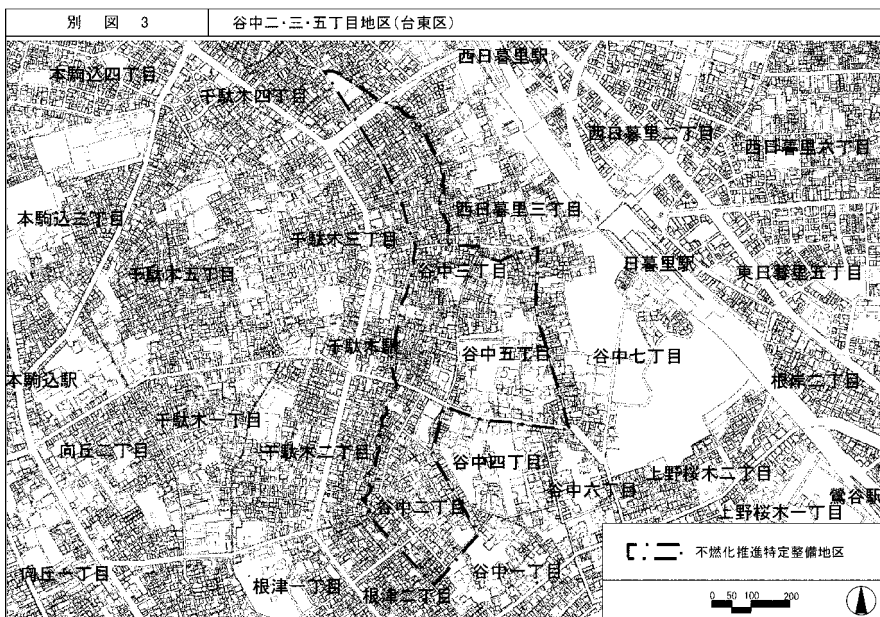 別 図 3
谷中二・三・五丁目地区(台東区)
西日暮里駅
本駒込四丁目
千駄木四丁目
西日暮里二丁目
西日暮里六丁目
本駒込三丁目
西日暮里三丁目
千駄木三丁目
千駄木五丁目
谷中三丁目
日暮里駅
東日暮里五丁目
千駄木駅
谷中五丁目
谷中七丁目
本駒込駅
根岸二丁目
千駄木一丁目
向丘二丁目
千駄木二丁目
谷中四丁目
上野桜木二丁目
谷中六丁目
鶯谷駅
谷中二丁目
上野桜木一丁目
不燃化推進特定整備地区
向丘一丁目
谷中一丁目
根津一丁目
根津二丁目
0 50 100 200